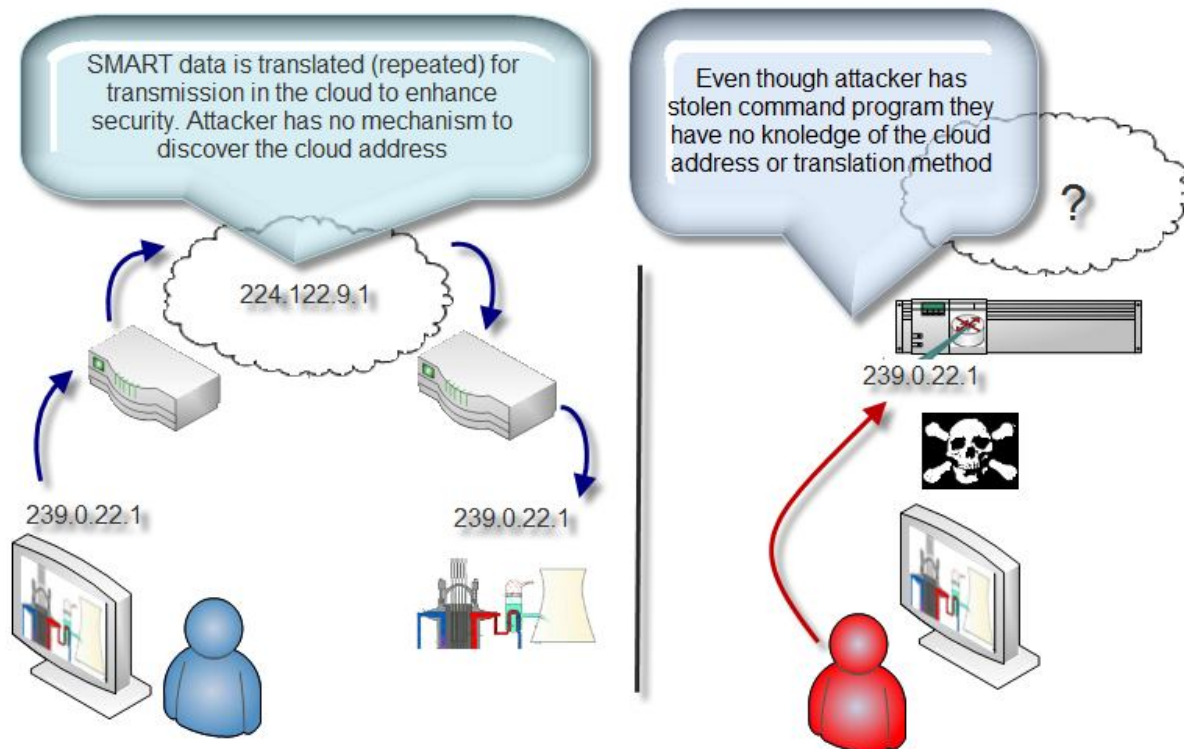 SMART data is translated (repeated) for
transmission in the cloud to enhance
security. Attacker has no mechanism to
discover the cloud address
224.122.9.1
239.0.22.1
239.0.22.1
Even though attacker has
stolen command program they
have no knoledge of the cloud
address or translation method
?
239.0.22.1